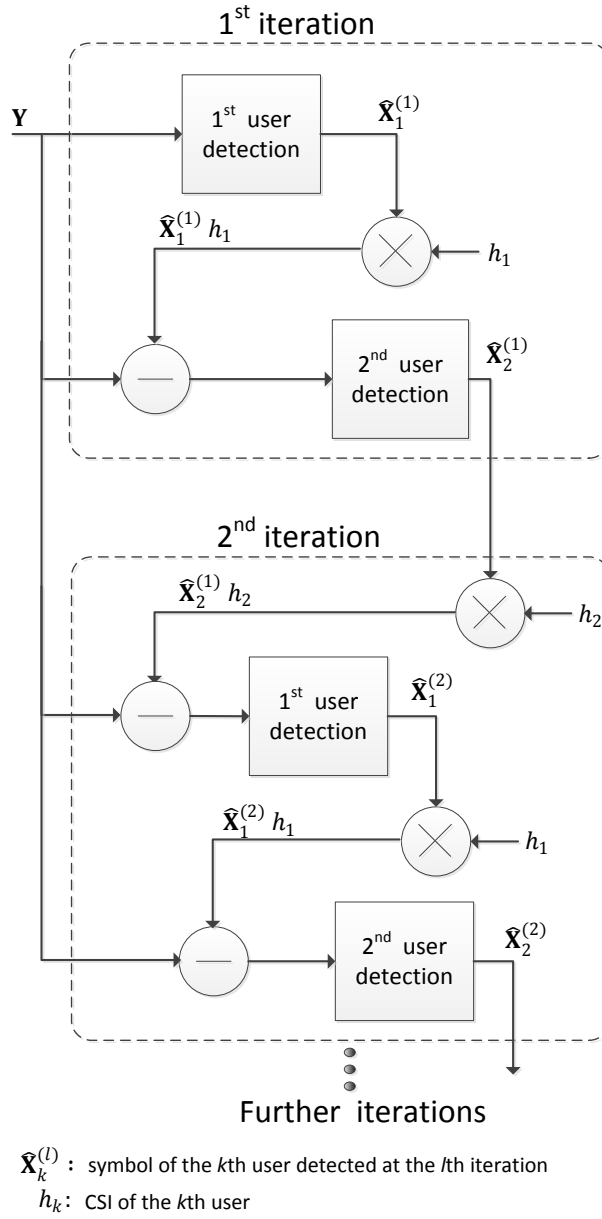 1st iteration
Y
1st user
detection
X̂₁⁽¹⁾
X̂₁⁽¹⁾ h₁
h₁
2nd user
detection
X̂₂⁽¹⁾
2nd iteration
X̂₂⁽¹⁾ h₂
h₂
1st user
detection
X̂₁⁽²⁾
X̂₁⁽²⁾ h₁
h₁
2nd user
detection
X̂₂⁽²⁾
Further iterations
X̂ₖ⁽ˡ⁾ : symbol of the kth user detected at the lth iteration
hₖ: CSI of the kth user